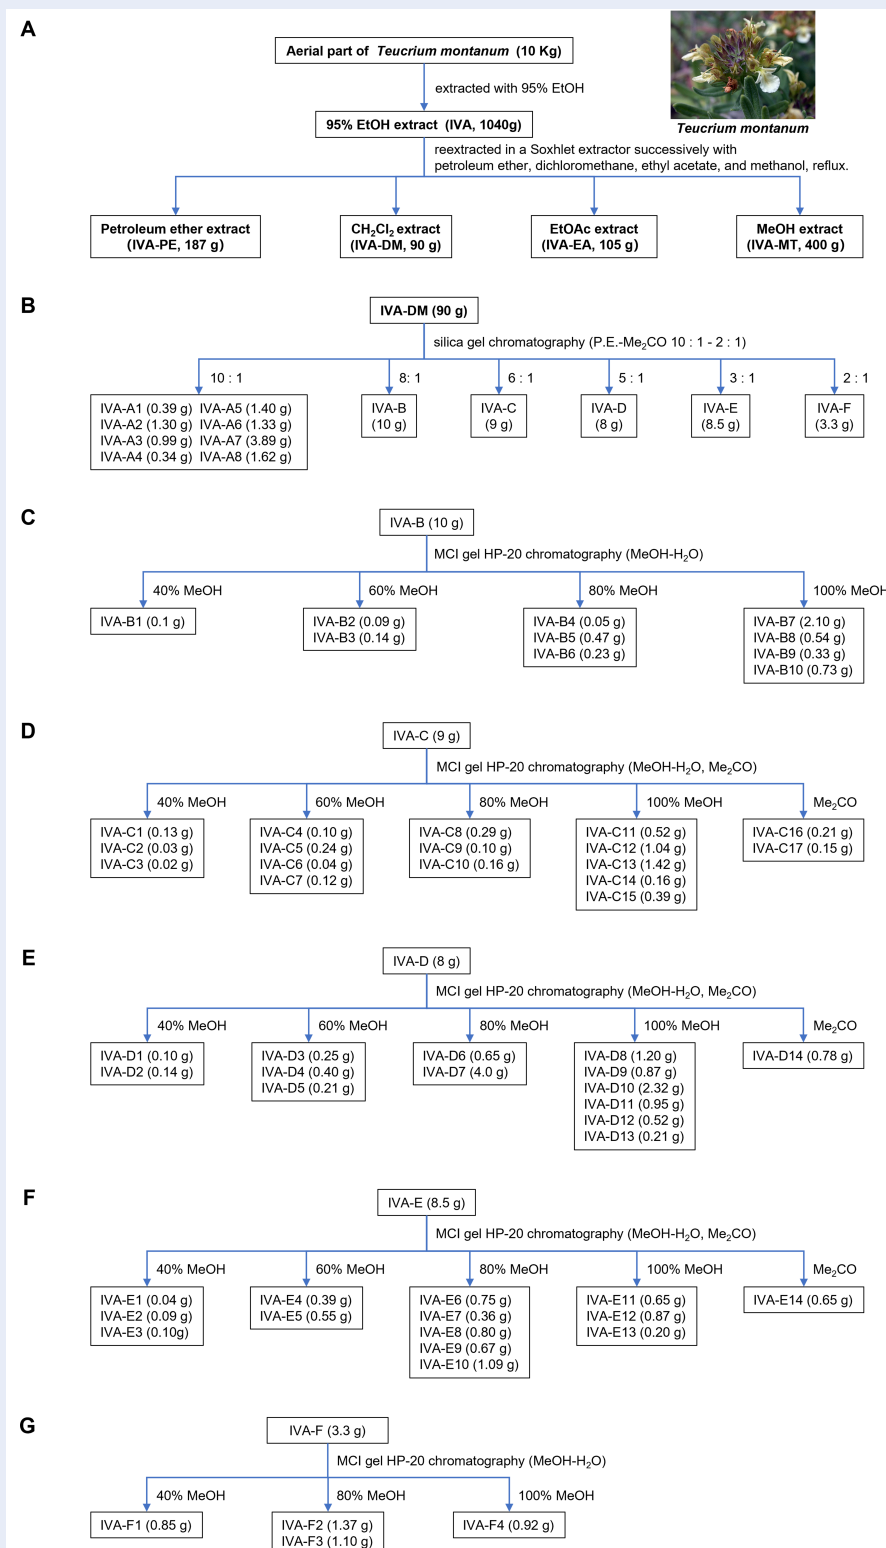 A
Aerial part of Teucrium montanum (10 Kg)
extracted with 95% EtOH
95% EtOH extract (IVA, 1040g)
Teucrium montanum
reextracted in a Soxhlet extractor successively with
petroleum ether, dichloromethane, ethyl acetate, and methanol, reflux.
Petroleum ether extract
(IVA-PE, 187 g)
CH₂Cl₂ extract
(IVA-DM, 90 g)
EtOAc extract
(IVA-EA, 105 g)
MeOH extract
(IVA-MT, 400 g)
B
IVA-DM (90 g)
silica gel chromatography (P.E.-Me₂CO 10 : 1 - 2 : 1)
10 : 1
8: 1
6 : 1
5 : 1
3 : 1
2 : 1
IVA-A1 (0.39 g) IVA-A5 (1.40 g)
IVA-A2 (1.30 g) IVA-A6 (1.33 g)
IVA-A3 (0.99 g) IVA-A7 (3.89 g)
IVA-A4 (0.34 g) IVA-A8 (1.62 g)
IVA-B
(10 g)
IVA-C
(9 g)
IVA-D
(8 g)
IVA-E
(8.5 g)
IVA-F
(3.3 g)
C
IVA-B (10 g)
MCI gel HP-20 chromatography (MeOH-H₂O)
40% MeOH
60% MeOH
80% MeOH
100% MeOH
IVA-B1 (0.1 g)
IVA-B2 (0.09 g)
IVA-B3 (0.14 g)
IVA-B4 (0.05 g)
IVA-B5 (0.47 g)
IVA-B6 (0.23 g)
IVA-B7 (2.10 g)
IVA-B8 (0.54 g)
IVA-B9 (0.33 g)
IVA-B10 (0.73 g)
D
IVA-C (9 g)
MCI gel HP-20 chromatography (MeOH-H₂O, Me₂CO)
40% MeOH
60% MeOH
80% MeOH
100% MeOH
Me₂CO
IVA-C1 (0.13 g)
IVA-C2 (0.03 g)
IVA-C3 (0.02 g)
IVA-C4 (0.10 g)
IVA-C5 (0.24 g)
IVA-C6 (0.04 g)
IVA-C7 (0.12 g)
IVA-C8 (0.29 g)
IVA-C9 (0.10 g)
IVA-C10 (0.16 g)
IVA-C11 (0.52 g)
IVA-C12 (1.04 g)
IVA-C13 (1.42 g)
IVA-C14 (0.16 g)
IVA-C15 (0.39 g)
IVA-C16 (0.21 g)
IVA-C17 (0.15 g)
E
IVA-D (8 g)
MCI gel HP-20 chromatography (MeOH-H₂O, Me₂CO)
40% MeOH
60% MeOH
80% MeOH
100% MeOH
Me₂CO
IVA-D1 (0.10 g)
IVA-D2 (0.14 g)
IVA-D3 (0.25 g)
IVA-D4 (0.40 g)
IVA-D5 (0.21 g)
IVA-D6 (0.65 g)
IVA-D7 (4.0 g)
IVA-D8 (1.20 g)
IVA-D9 (0.87 g)
IVA-D10 (2.32 g)
IVA-D11 (0.95 g)
IVA-D12 (0.52 g)
IVA-D13 (0.21 g)
IVA-D14 (0.78 g)
F
IVA-E (8.5 g)
MCI gel HP-20 chromatography (MeOH-H₂O, Me₂CO)
40% MeOH
60% MeOH
80% MeOH
100% MeOH
Me₂CO
IVA-E1 (0.04 g)
IVA-E2 (0.09 g)
IVA-E3 (0.10g)
IVA-E4 (0.39 g)
IVA-E5 (0.55 g)
IVA-E6 (0.75 g)
IVA-E7 (0.36 g)
IVA-E8 (0.80 g)
IVA-E9 (0.67 g)
IVA-E10 (1.09 g)
IVA-E11 (0.65 g)
IVA-E12 (0.87 g)
IVA-E13 (0.20 g)
IVA-E14 (0.65 g)
G
IVA-F (3.3 g)
MCI gel HP-20 chromatography (MeOH-H₂O)
40% MeOH
80% MeOH
100% MeOH
IVA-F1 (0.85 g)
IVA-F2 (1.37 g)
IVA-F3 (1.10 g)
IVA-F4 (0.92 g)